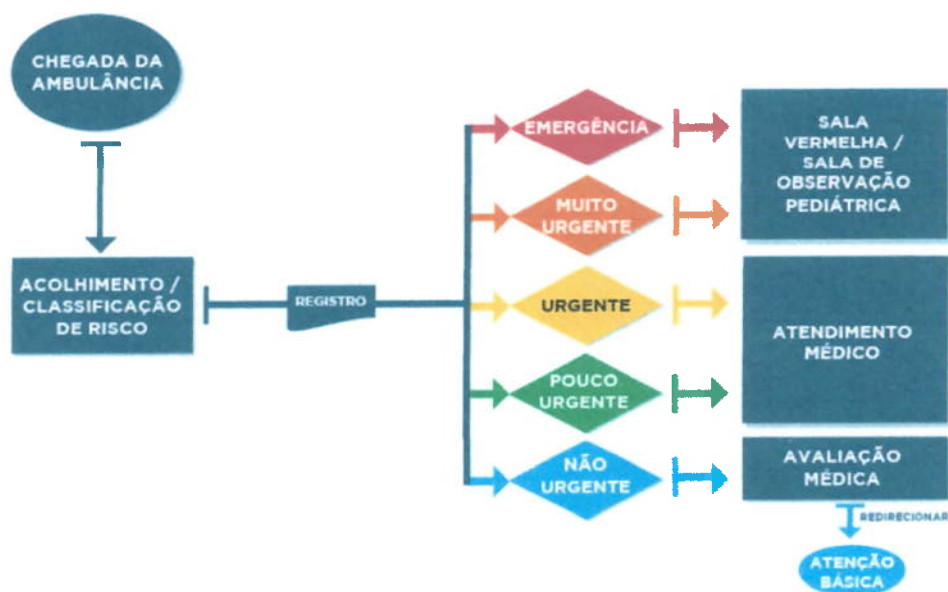 CHEGADA DA
AMBULÂNCIA
ACOLHIMENTO /
CLASSIFICAÇÃO
DE RISCO
REGISTRO
EMERGÊNCIA
MUITO
URGENTE
URGENTE
POUCO
URGENTE
NÃO
URGENTE
SALA
VERMELHA /
SALA DE
OBSERVAÇÃO
PEDIÁTRICA
ATENDIMENTO
MÉDICO
AVALIAÇÃO
MÉDICA
REDIRECIONAR
ATENÇÃO
BÁSICA